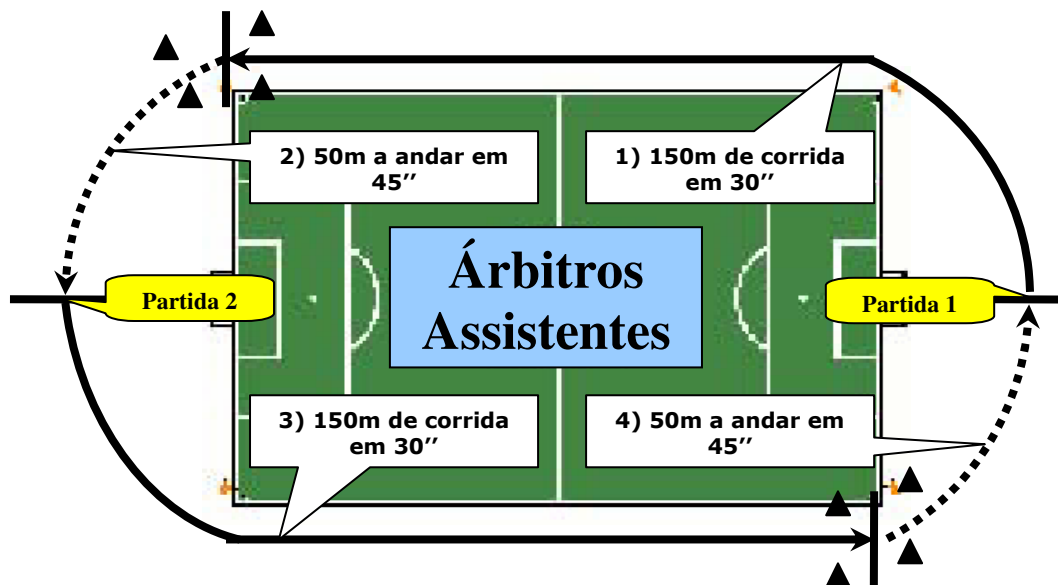 2) 50m a andar em
45’’
1) 150m de corrida
em 30’’
Árbitros
Assistentes
Partida 2
Partida 1
3) 150m de corrida
em 30’’
4) 50m a andar em
45’’